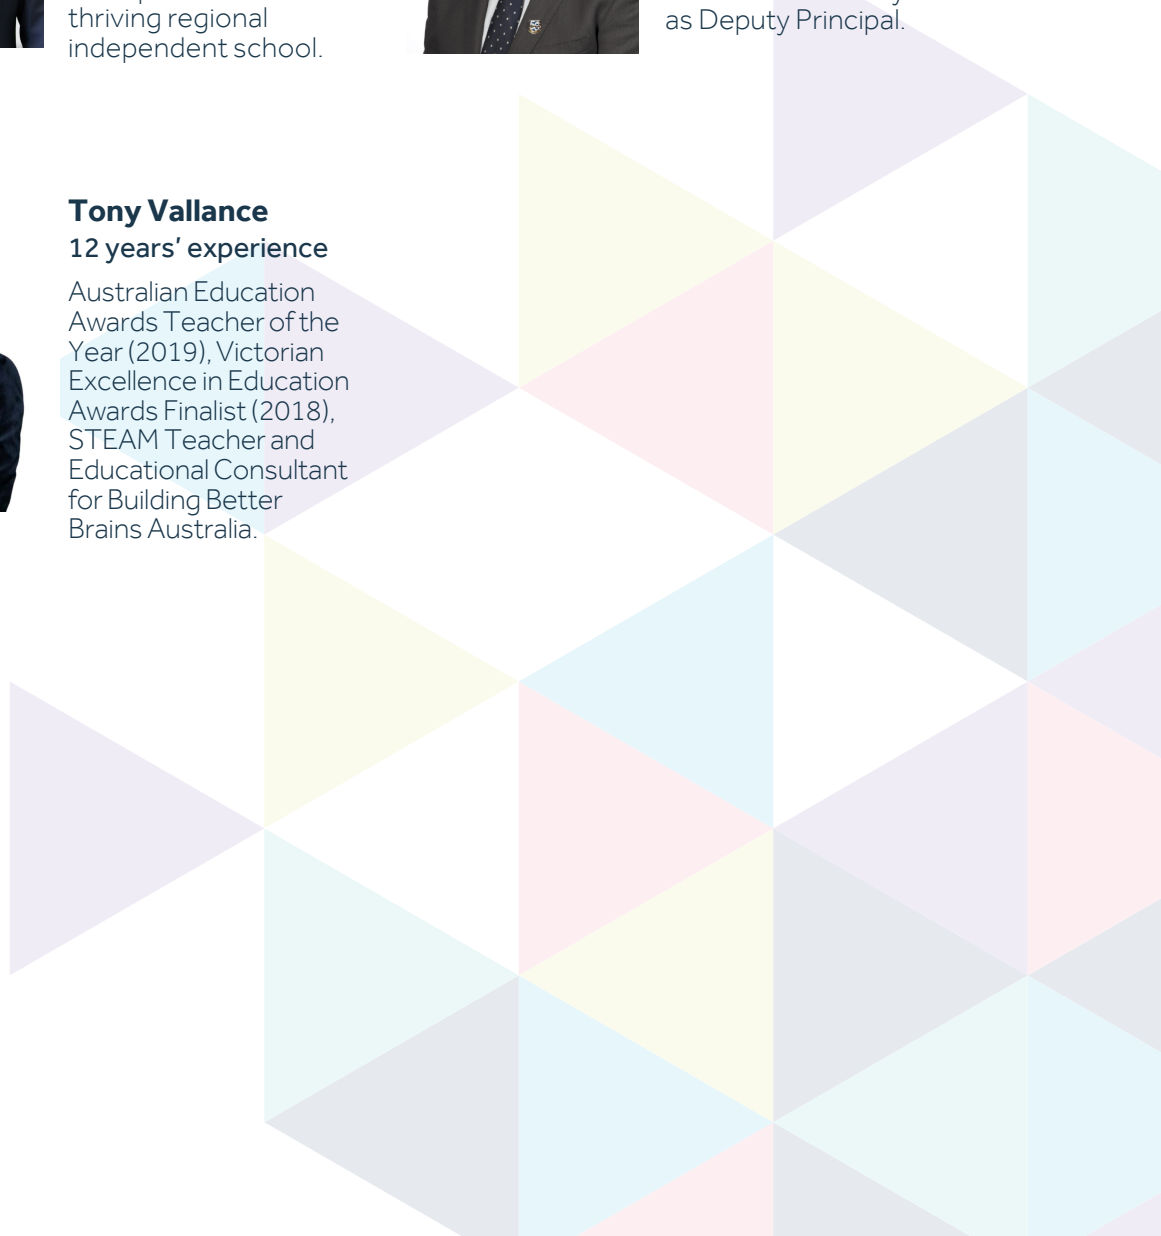 thriving regional
independent school.
as Deputy Principal.
Tony Vallance
12 years’ experience
Australian Education
Awards Teacher of the
Year (2019), Victorian
Excellence in Education
Awards Finalist (2018),
STEAM Teacher and
Educational Consultant
for Building Better
Brains Australia.